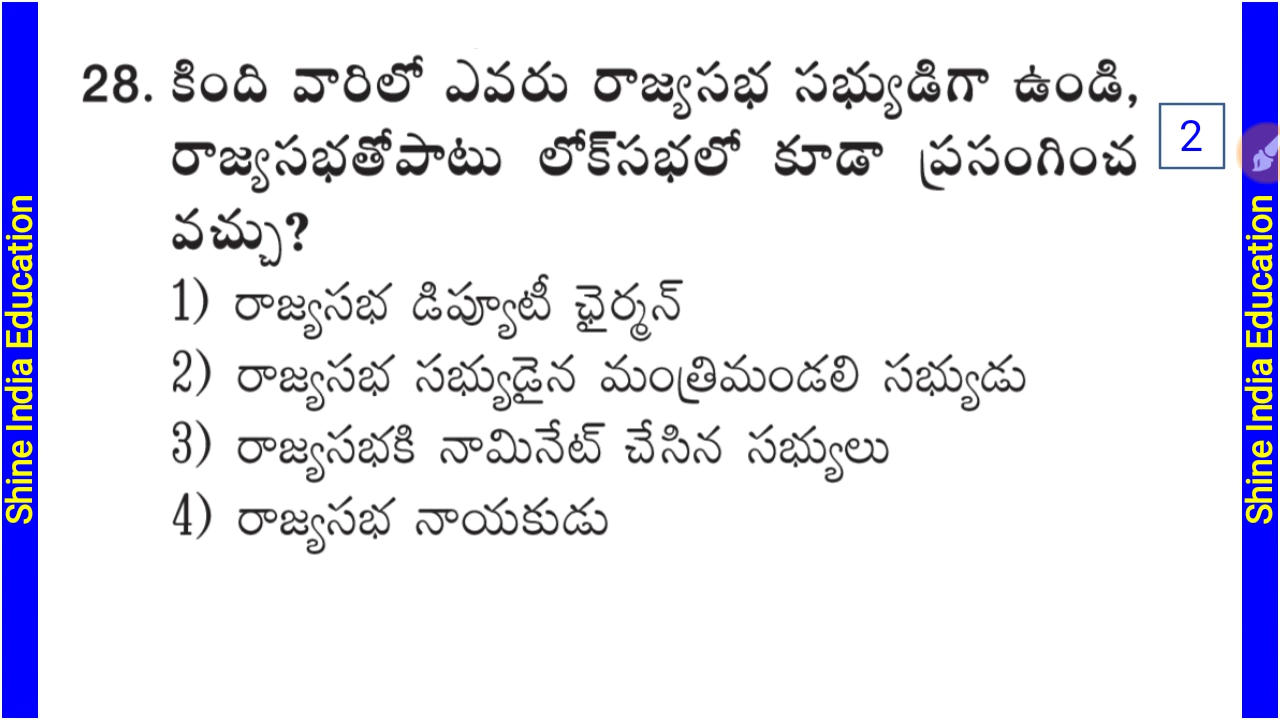 Shine India Education
28. కింది వారిలో ఎవరు రాజ్యసభ సభ్యుడిగా ఉండి,
రాజ్యసభతోపాటు లోక్‌సభలో కూడా ప్రసంగించ
వచ్చు?
2
1) రాజ్యసభ డిప్యూటీ ఛైర్మన్
2) రాజ్యసభ సభ్యుడైన మంత్రిమండలి సభ్యుడు
3) రాజ్యసభకి నామినేట్ చేసిన సభ్యులు
4) రాజ్యసభ నాయకుడు
Shine India Education